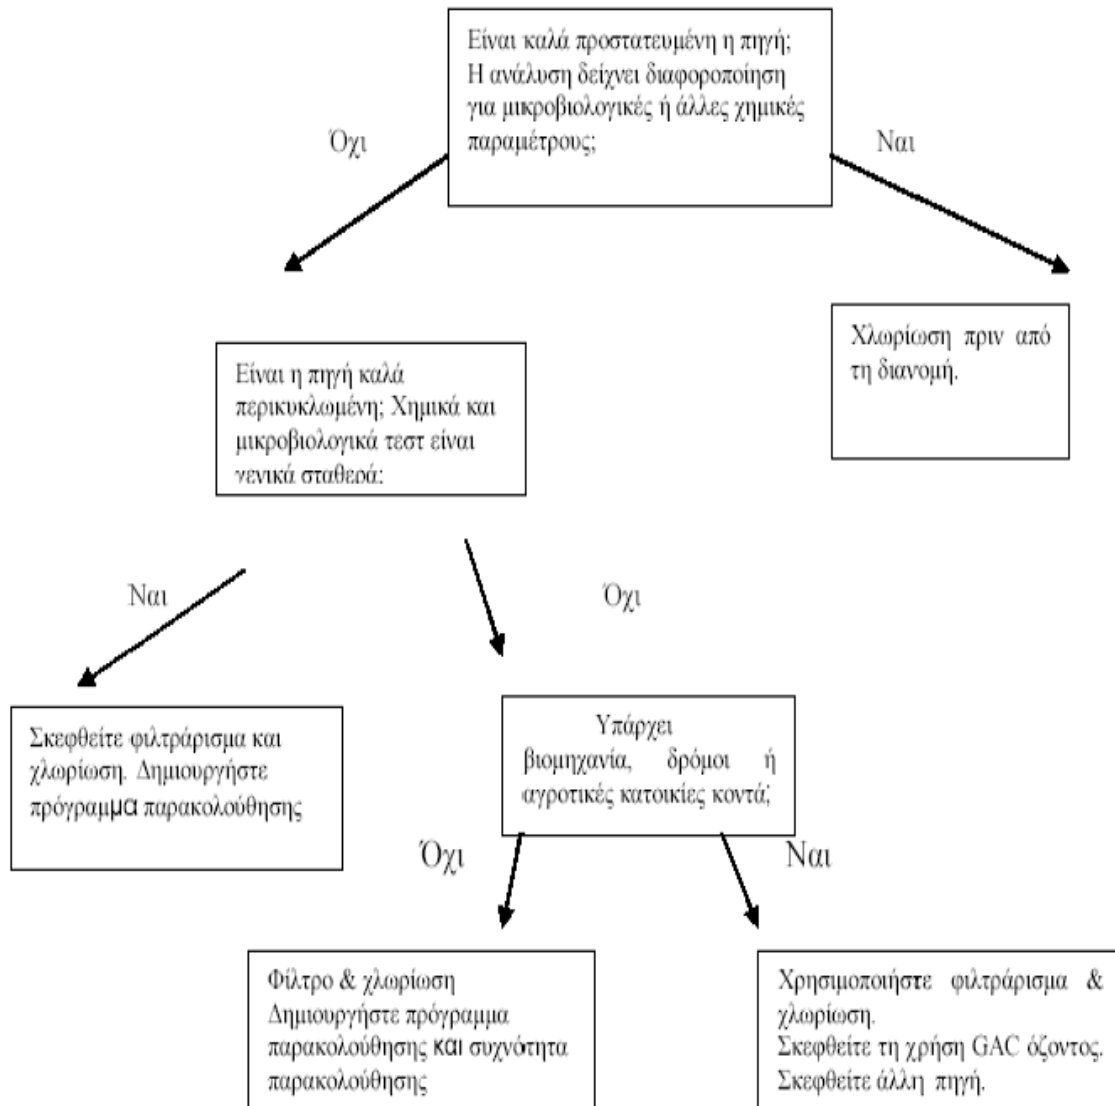 Είναι καλά προστατευμένη η πηγή;
Η ανάλυση δείχνει διαφοροποίηση
για μικροβιολογικές ή άλλες χημικές
παραμέτρους;
Όχι
Ναι
Χλωρίωση πριν από
τη διανομή.
Είναι η πηγή καλά
περικυκλωμένη; Χημικά και
μικροβιολογικά τεστ είναι
γενικά σταθερά;
Ναι
Όχι
Σκεφθείτε φιλτράρισμα και
χλωρίωση. Δημιουργήστε
πρόγραμμα παρακολούθησης
Υπάρχει
βιομηχανία, δρόμοι ή
αγροτικές κατοικίες κοντά;
Όχι
Ναι
Φίλτρο & χλωρίωση
Δημιουργήστε πρόγραμμα
παρακολούθησης και συχνότητα
παρακολούθησης
Χρησιμοποιήστε φιλτράρισμα &
χλωρίωση.
Σκεφθείτε τη χρήση GAC όζοντος.
Σκεφθείτε άλλη πηγή.